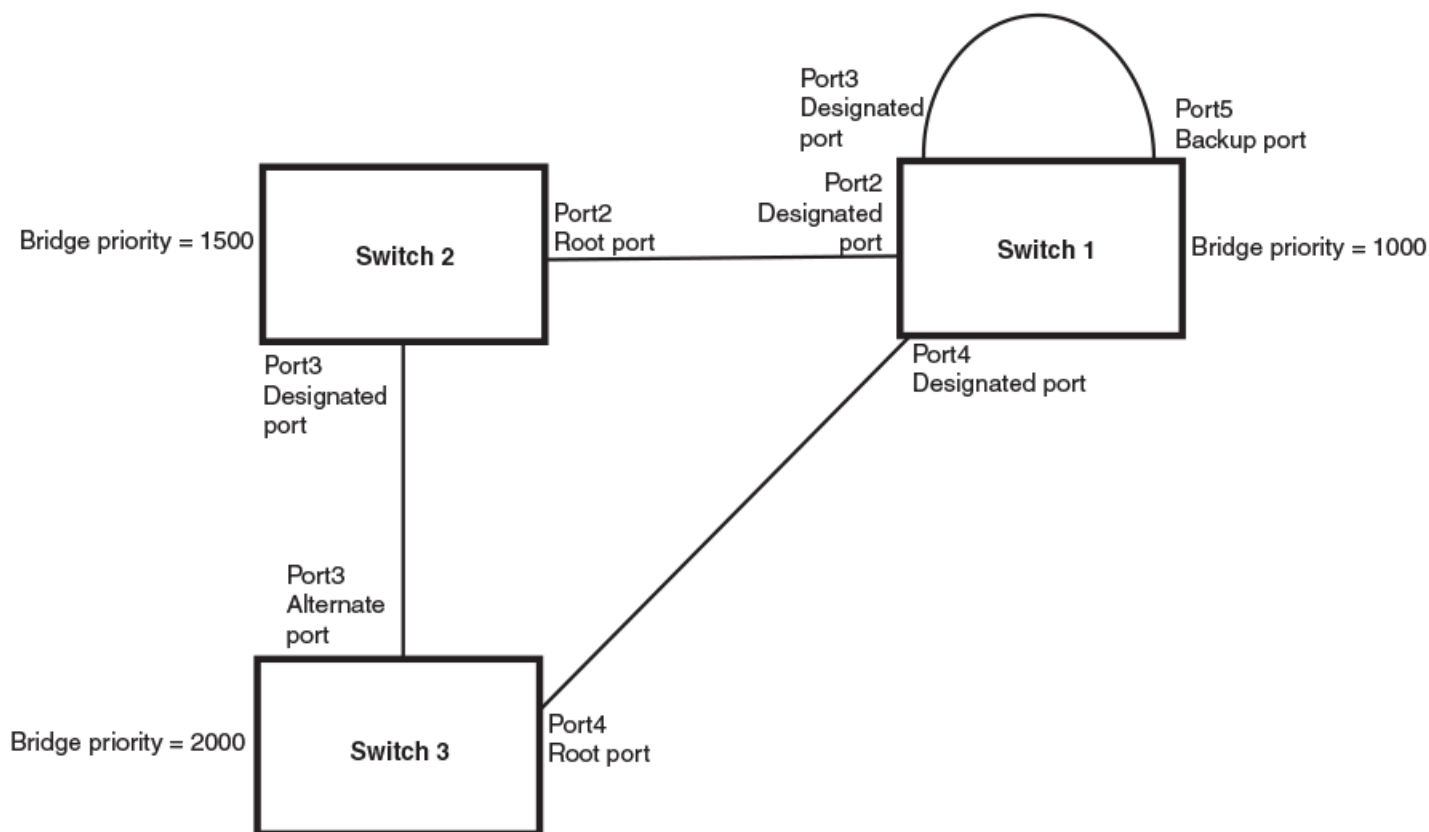 Port3
Designated
port
Port5
Backup port
Port2
Designated
port
Port2
Root port
Bridge priority = 1500
Switch 2
Switch 1
Bridge priority = 1000
Port3
Designated
port
Port4
Designated port
Port3
Alternate
port
Bridge priority = 2000
Switch 3
Port4
Root port